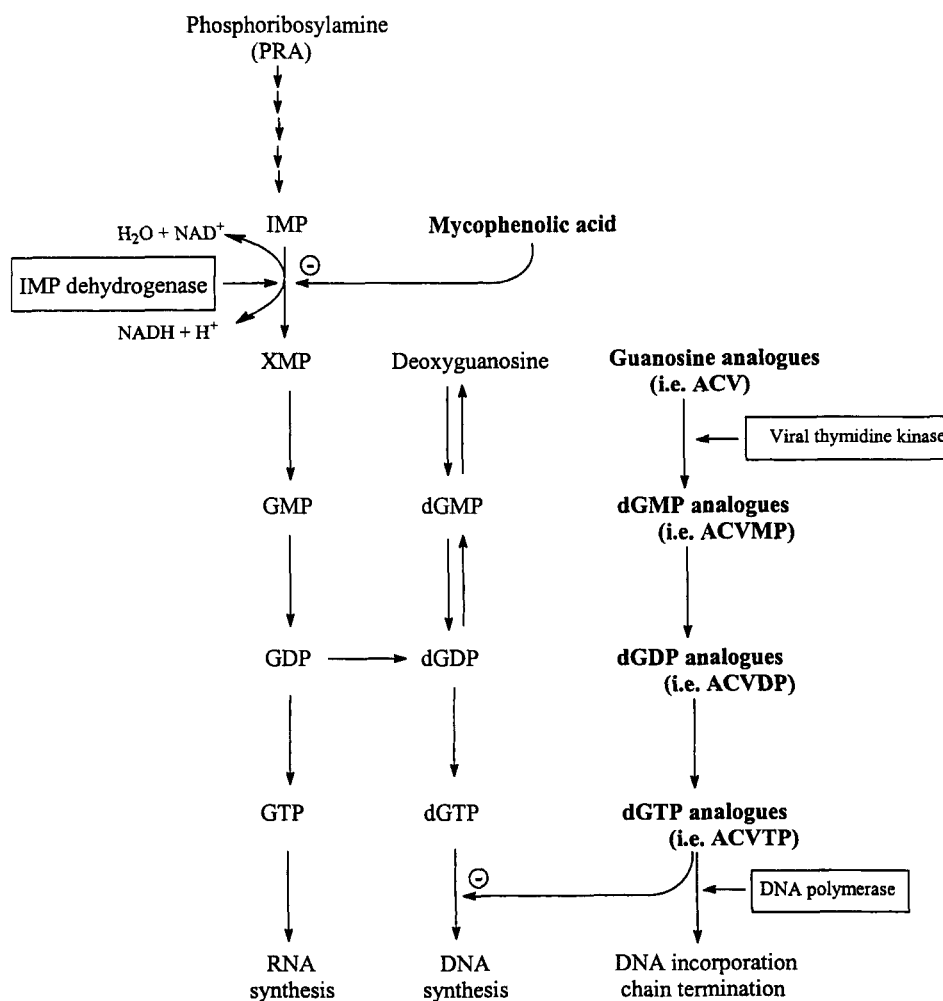 Phosphoribosylamine
(PRA)
IMP
Mycophenolic acid
H₂O + NAD⁺
-
IMP dehydrogenase
NADH + H⁺
XMP
Deoxyguanosine
Guanosine analogues
(i.e. ACV)
Viral thymidine kinase
GMP
dGMP
dGMP analogues
(i.e. ACVMP)
GDP
dGDP
dGDP analogues
(i.e. ACVDP)
GTP
dGTP
dGTP analogues
(i.e. ACVTP)
-
DNA polymerase
RNA
synthesis
DNA
synthesis
DNA incorporation
chain termination